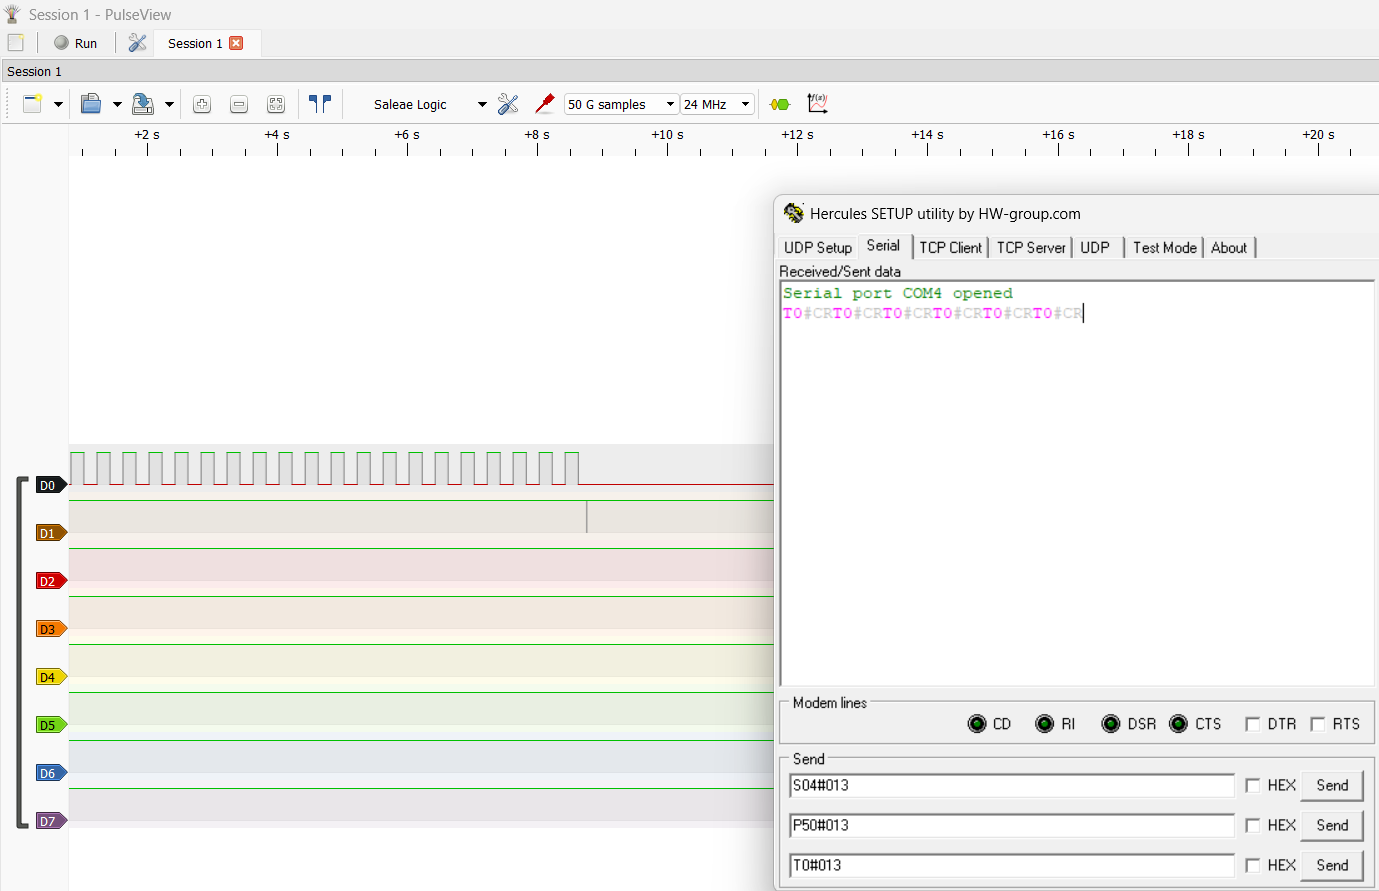 Session 1 - PulseView
Run
Session 1
Session 1
Saleae Logic
50 G samples
24 MHz
f(x)
+2 s +4 s +6 s +8 s +10 s +12 s +14 s +16 s +18 s +20 s
D0
D1
D2
D3
D4
D5
D6
D7
Hercules SETUP utility by HW-group.com
UDP Setup Serial TCP Client TCP Server UDP Test Mode About
Received/Sent data
Serial port COM4 opened
T0#CRT0#CRT0#CRT0#CRT0#CRT0#CR
Modem lines
CD RI DSR CTS DTR RTS
Send
S04#013 HEX Send
P50#013 HEX Send
T0#013 HEX Send